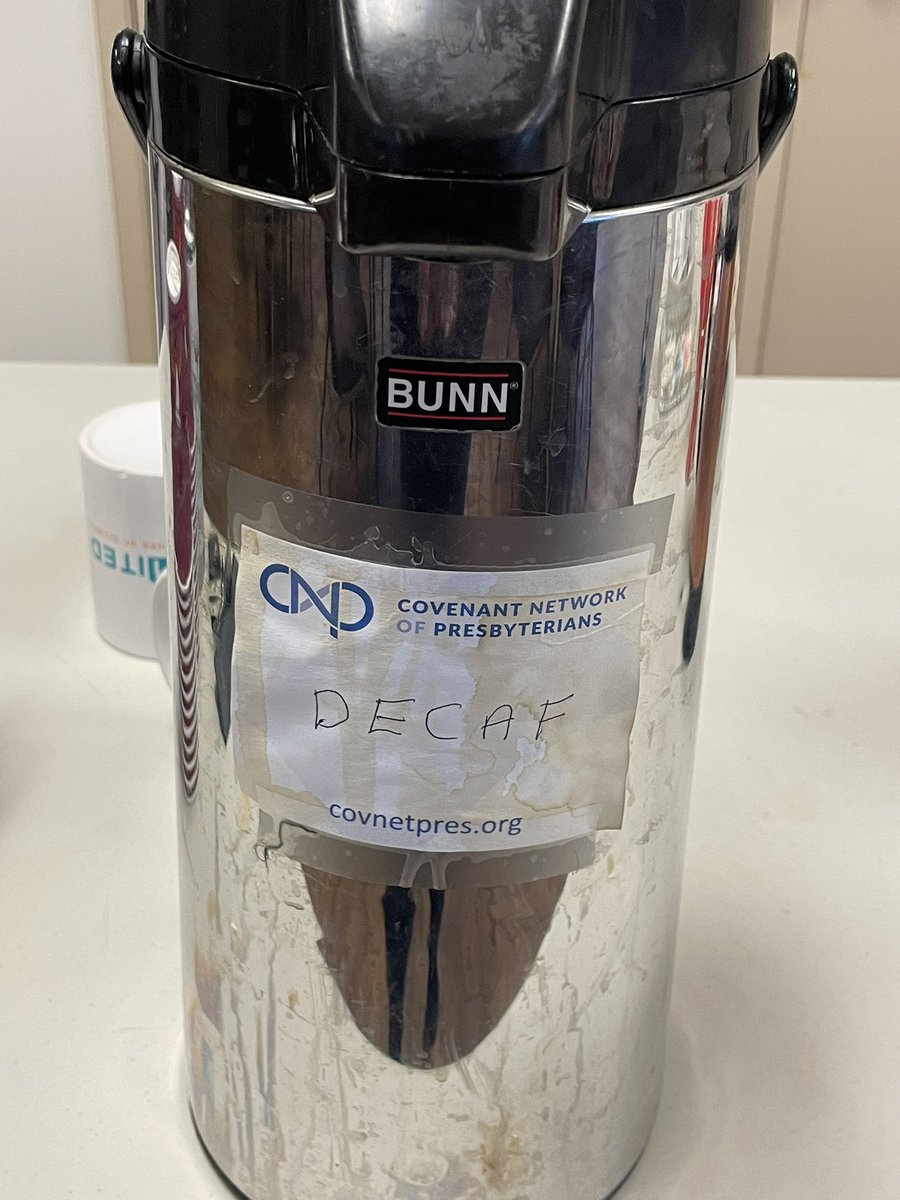 BUNN®
CNP
COVENANT NETWORK
OF PRESBYTERIANS
DECAF
covnetpres.org